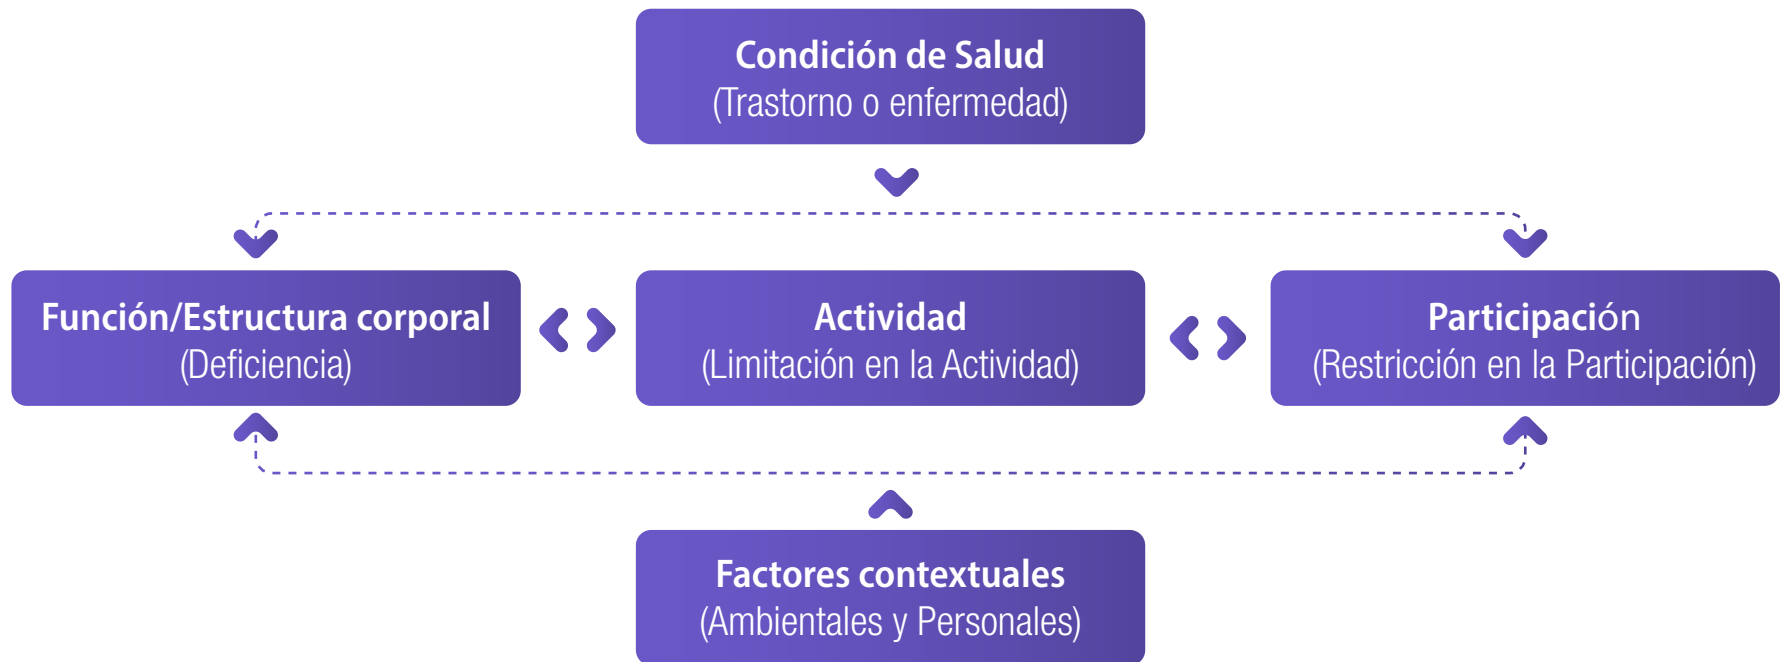 Condición de Salud
(Trastorno o enfermedad)
Función/Estructura corporal
(Deficiencia)
Actividad
(Limitación en la Actividad)
Participación
(Restricción en la Participación)
Factores contextuales
(Ambientales y Personales)